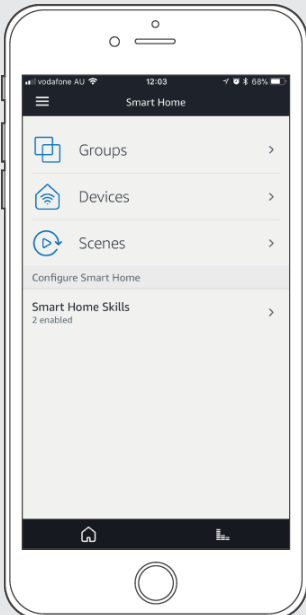 vodafone AU 12:03 68%
Smart Home
Groups
Devices
Scenes
Configure Smart Home
Smart Home Skills
2 enabled